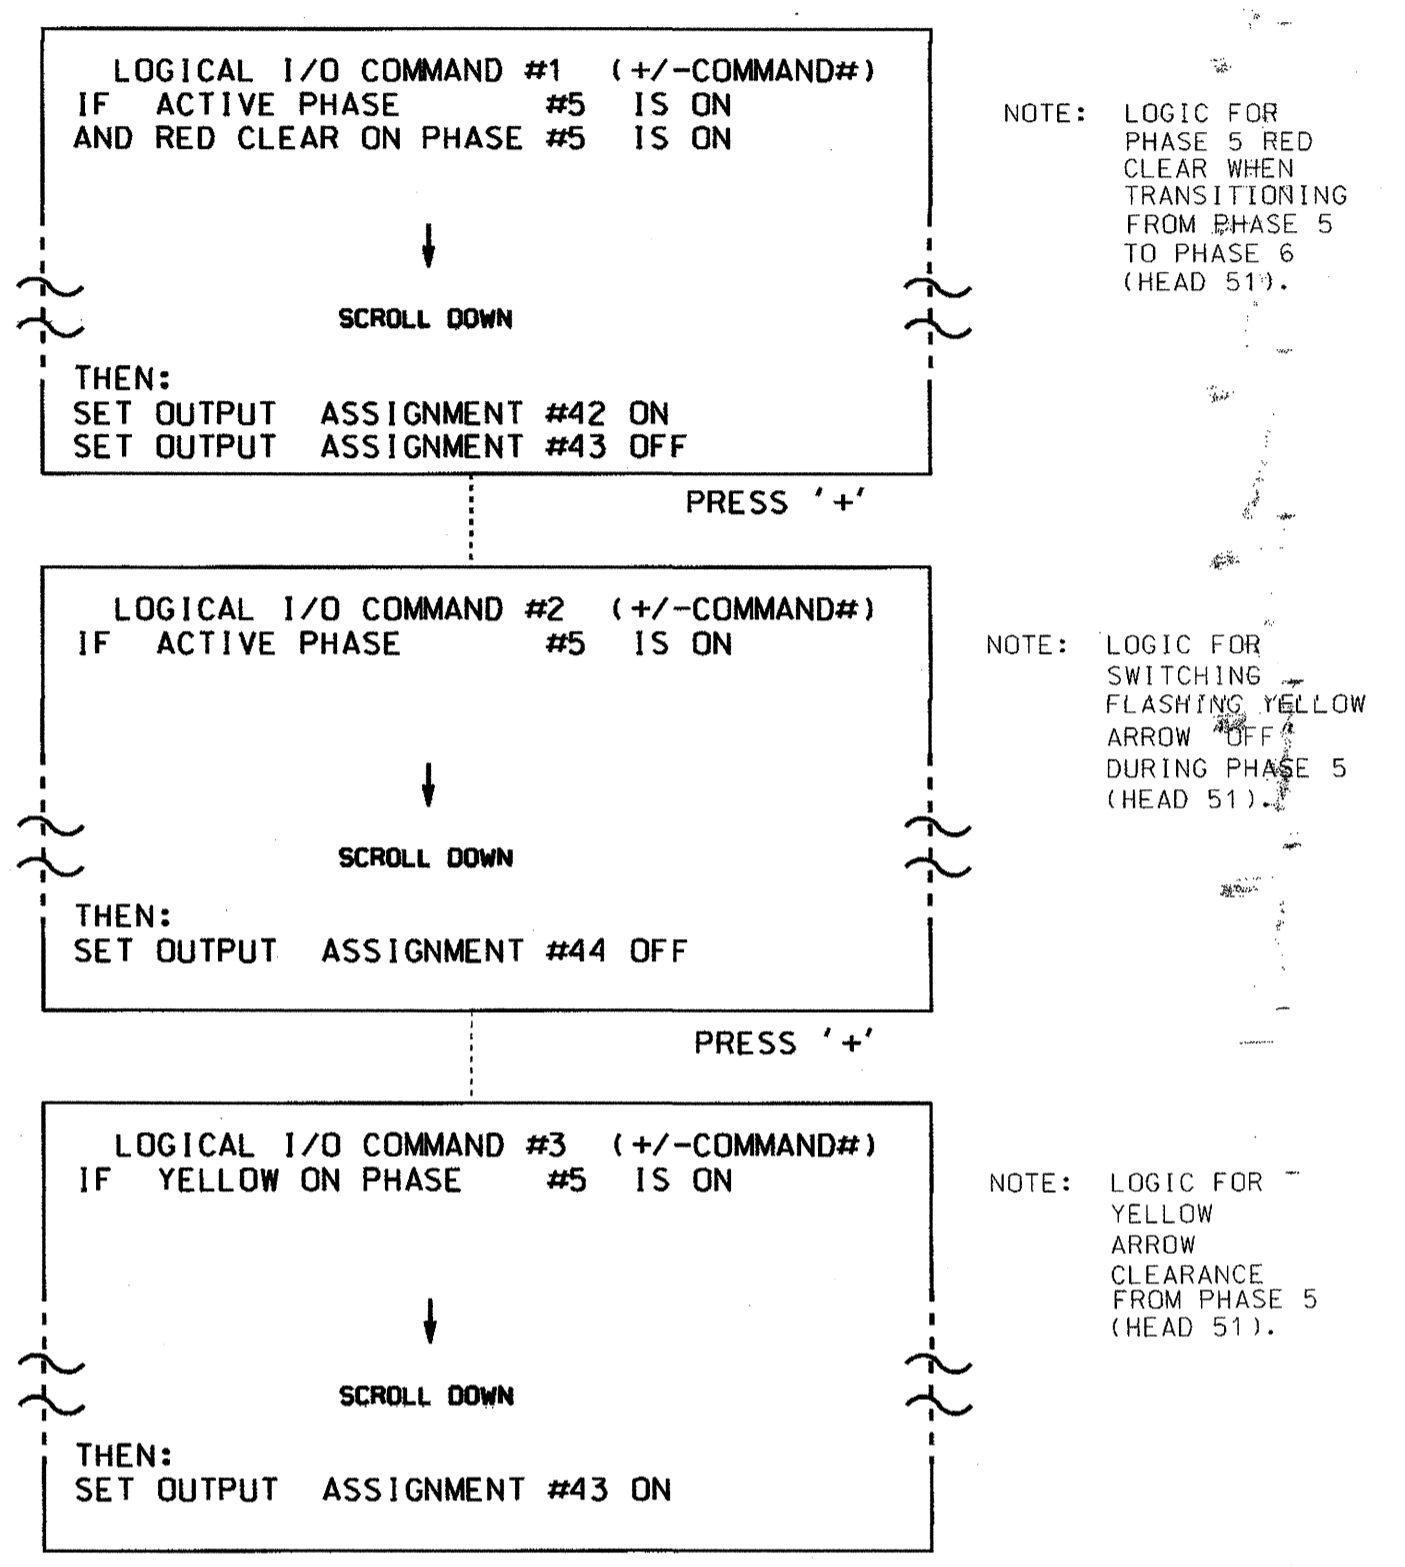 LOGICAL I/O COMMAND #1 (+/-COMMAND#)
IF ACTIVE PHASE #5 IS ON
AND RED CLEAR ON PHASE #5 IS ON
SCROLL DOWN
THEN:
SET OUTPUT ASSIGNMENT #42 ON
SET OUTPUT ASSIGNMENT #43 OFF
NOTE: LOGIC FOR
PHASE 5 RED
CLEAR WHEN
TRANSITIONING
FROM PHASE 5
TO PHASE 6
(HEAD 51).
PRESS '+'
LOGICAL I/O COMMAND #2 (+/-COMMAND#)
IF ACTIVE PHASE #5 IS ON
SCROLL DOWN
THEN:
SET OUTPUT ASSIGNMENT #44 OFF
NOTE: LOGIC FOR
SWITCHING
FLASHING YELLOW
ARROW OFF
DURING PHASE 5
(HEAD 51).
PRESS '+'
LOGICAL I/O COMMAND #3 (+/-COMMAND#)
IF YELLOW ON PHASE #5 IS ON
SCROLL DOWN
THEN:
SET OUTPUT ASSIGNMENT #43 ON
NOTE: LOGIC FOR
YELLOW
ARROW
CLEARANCE
FROM PHASE 5
(HEAD 51).